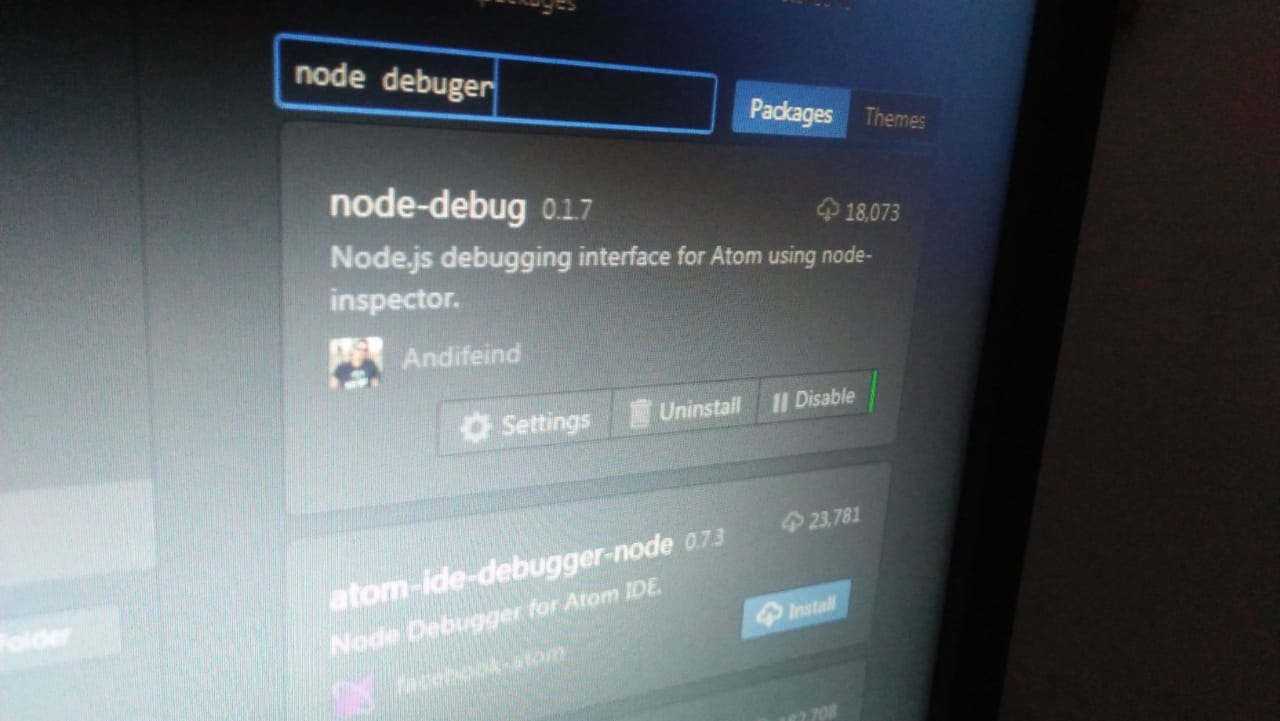 packages
node debuger
Packages
Themes
node-debug 0.1.7
18,073
Node.js debugging interface for Atom using node-
inspector.
Andifeind
Settings
Uninstall
Disable
atom-ide-debugger-node 0.7.3
23,781
Node Debugger for Atom IDE.
Install
facebook-atom
Folder